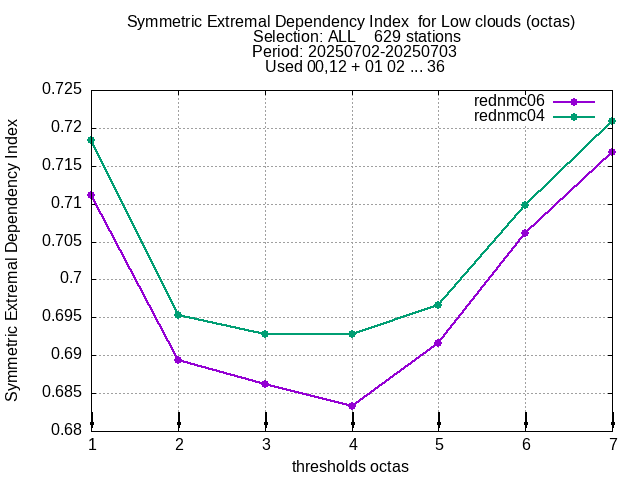 Symmetric Extremal Dependency Index  for Low clouds (octas)
Selection: ALL    629 stations
Period: 20250702-20250703
Used 00,12 + 01 02 ... 36
rednmc06
rednmc04
Symmetric Extremal Dependency Index
0.725
0.72
0.715
0.71
0.705
0.7
0.695
0.69
0.685
0.68
1 2 3 4 5 6 7
thresholds octas